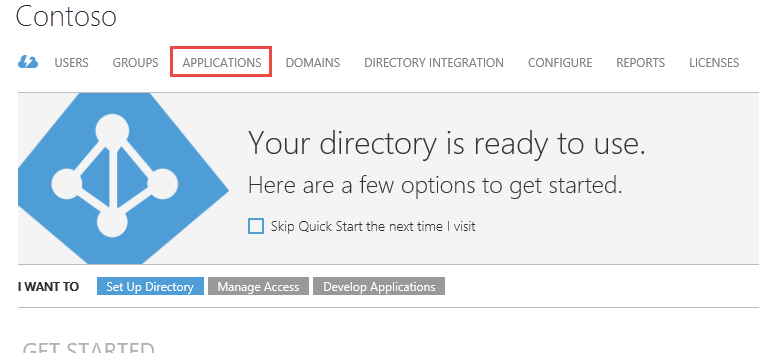 Contoso
USERS GROUPS APPLICATIONS DOMAINS DIRECTORY INTEGRATION CONFIGURE REPORTS LICENSES
Your directory is ready to use.
Here are a few options to get started.
Skip Quick Start the next time I visit
I WANT TO Set Up Directory Manage Access Develop Applications
GET STARTED